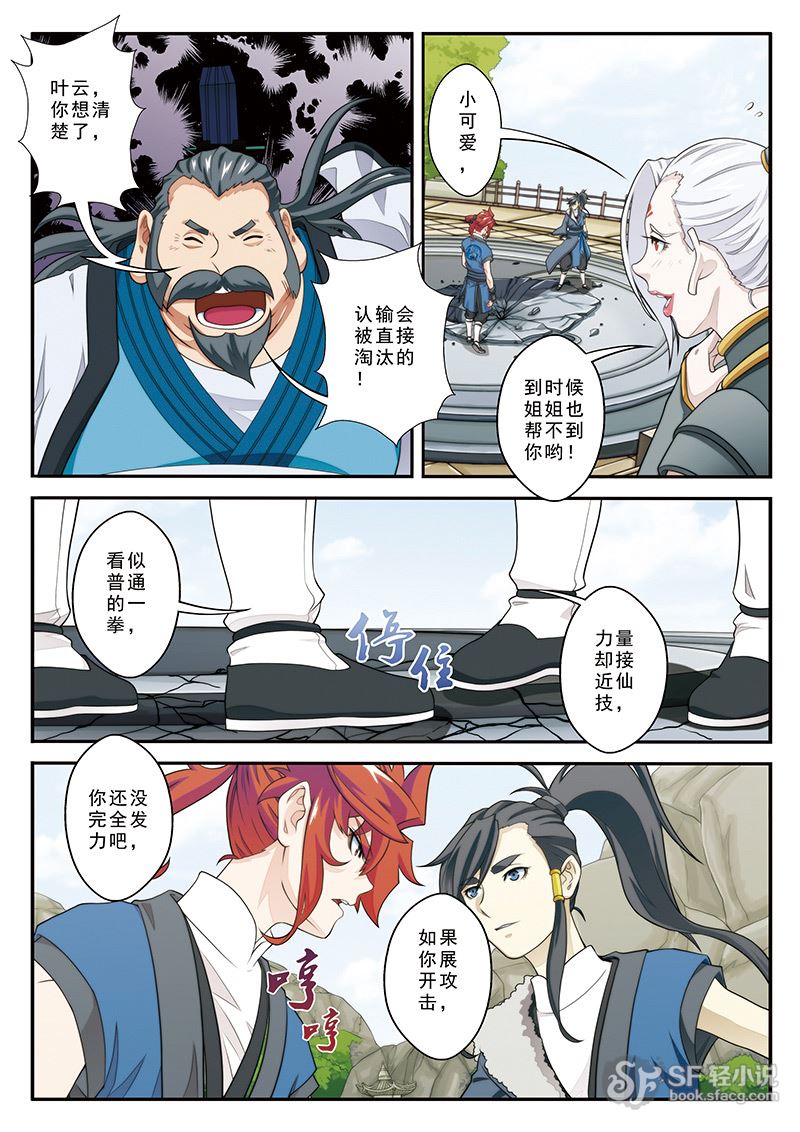 叶云，
你想清
楚了，
认输会
被直接
淘汰的
！
小
可
爱，
到时候
姐姐也
帮不到
你哟！
看似
普通
的一
拳，
停住
力量
却接
近仙
技，
你还没
完全发
力吧，
哼哼
如果
你展
开攻
击，
SF轻小说
book.sfacg.com